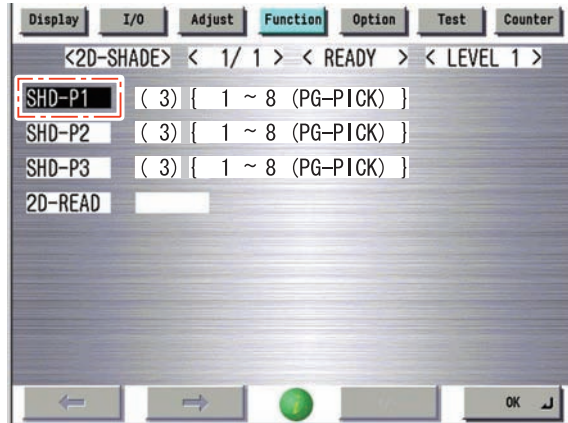 Display I/O Adjust Function Option Test Counter
<2D-SHADE> < 1/ 1 > < READY > < LEVEL 1 >
SHD-P1 ( 3) { 1 ~ 8 (PG-PICK) }
SHD-P2 ( 3) { 1 ~ 8 (PG-PICK) }
SHD-P3 ( 3) { 1 ~ 8 (PG-PICK) }
2D-READ
OK